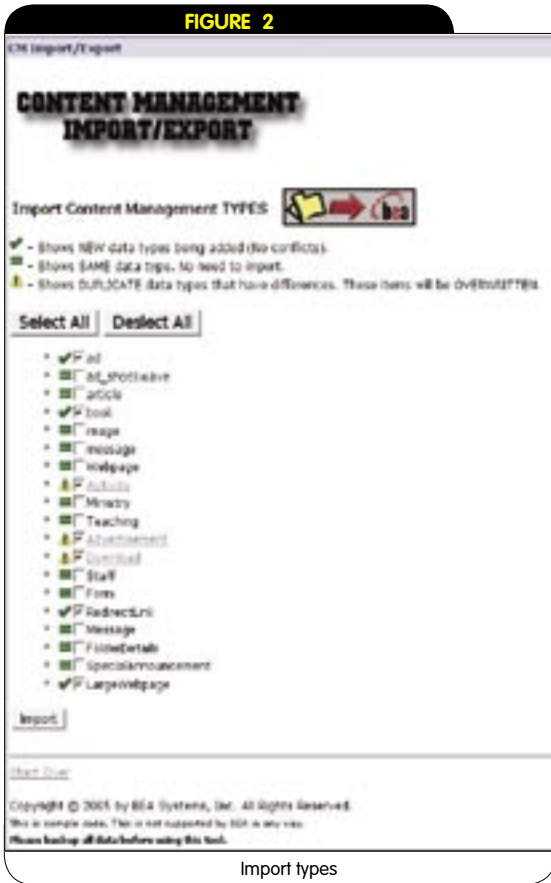 FIGURE 2
CM Import/Export
CONTENT MANAGEMENT
IMPORT/EXPORT
Import Content Management TYPES
bea
- Shows NEW data types being added (No conflicts).
- Shows SAME data type. No need to import.
- Shows DUPLICATE data types that have differences. These items will be OVERWRITTEN.
Select All Deslect All
ad
ad_shockwave
article
book
image
message
Webpage
Activity
Ministry
Teaching
Advertisement
Download
Staff
Form
RedirectLink
Message
FolderDetails
SpecialAnnouncement
LargeWebpage
Import
Start Over
Copyright © 2005 by BEA Systems, Inc. All Rights Reserved.
This is sample code. This is not supported by BEA in any way.
Please backup all data before using this tool.
Import types